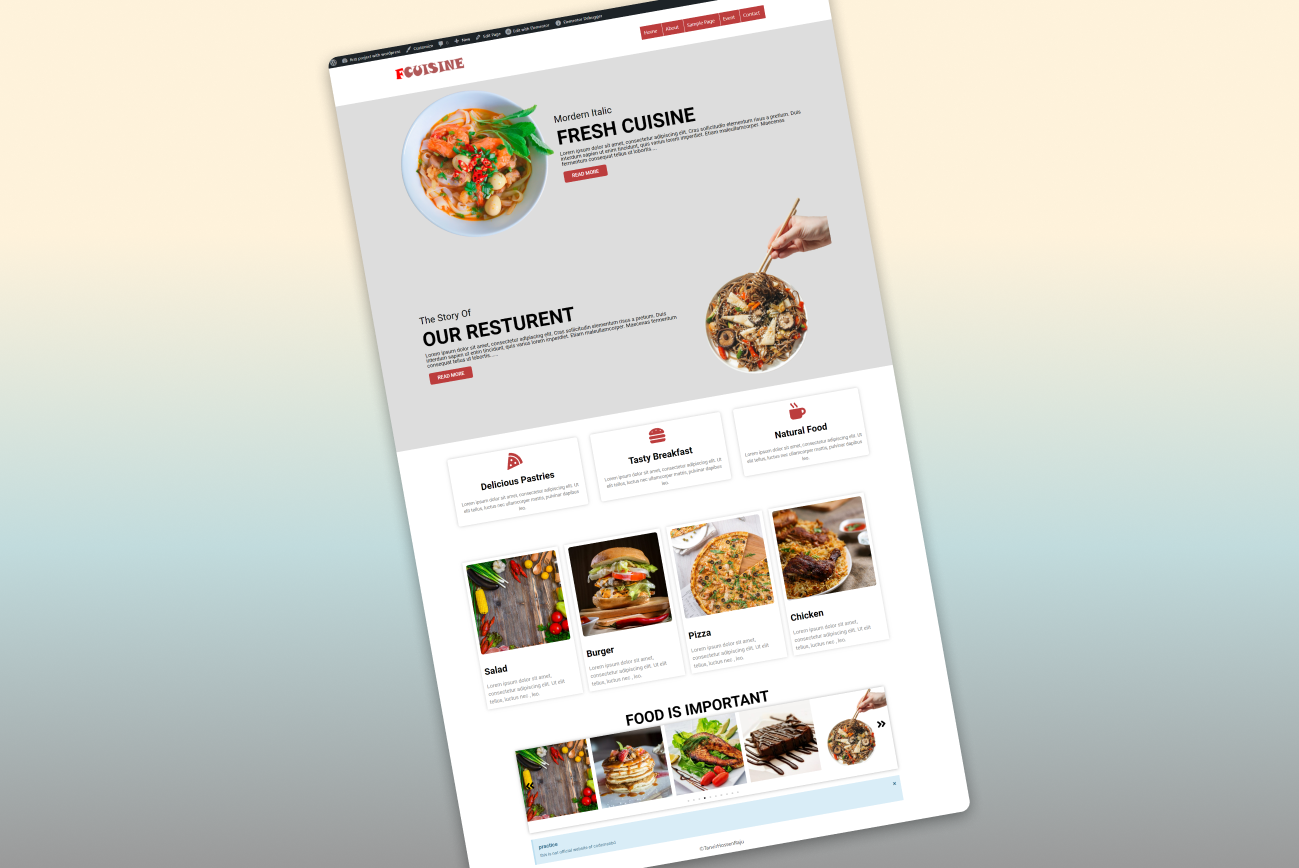 first project with wordpress Customize 0 New Edit Page Edit with Elementor Elementor Debugger
FCUISINE
Home About Sample Page Event Contact
Mordern Italic
FRESH CUISINE
Lorem ipsum dolor sit amet, consectetur adipiscing elit. Cras sollicitudin elementum risus a pretium. Duis
interdum sapien ut enim tincidunt, quis varius lorem imperdiet. Etiam maleullamcorper. Maecenas
fermentum consequat tellus ut lobortis.....
READ MORE
The Story Of
OUR RESTURENT
Lorem ipsum dolor sit amet, consectetur adipiscing elit. Cras sollicitudin elementum risus a pretium. Duis
interdum sapien ut enim tincidunt, quis varius lorem imperdiet. Etiam maleullamcorper. Maecenas fermentum
consequat tellus ut lobortis.....
READ MORE
Delicious Pastries
Lorem ipsum dolor sit amet, consectetur adipiscing elit. Ut
elit tellus, luctus nec ullamcorper mattis, pulvinar dapibus
leo.
Tasty Breakfast
Lorem ipsum dolor sit amet, consectetur adipiscing elit. Ut
elit tellus, luctus nec ullamcorper mattis, pulvinar dapibus
leo.
Natural Food
Lorem ipsum dolor sit amet, consectetur adipiscing elit. Ut
elit tellus, luctus nec ullamcorper mattis, pulvinar dapibus
leo.
Salad
Lorem ipsum dolor sit amet,
consectetur adipiscing elit. Ut elit
tellus, luctus nec , leo.
Burger
Lorem ipsum dolor sit amet,
consectetur adipiscing elit. Ut elit
tellus, luctus nec , leo.
Pizza
Lorem ipsum dolor sit amet,
consectetur adipiscing elit. Ut elit
tellus, luctus nec , leo.
Chicken
Lorem ipsum dolor sit amet,
consectetur adipiscing elit. Ut elit
tellus, luctus nec , leo.
FOOD IS IMPORTANT
practice
this is not official website of
©TanvirHossenRaju